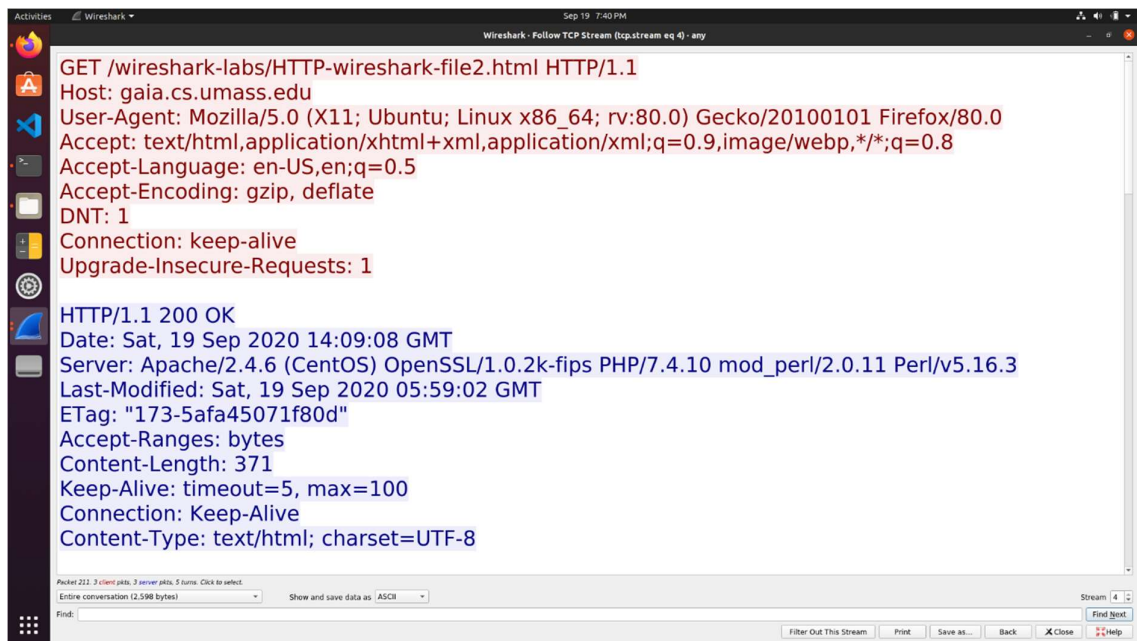 Activities Wireshark Sep 19 7:40 PM
Wireshark · Follow TCP Stream (tcp.stream eq 4) · any
GET /wireshark-labs/HTTP-wireshark-file2.html HTTP/1.1
Host: gaia.cs.umass.edu
User-Agent: Mozilla/5.0 (X11; Ubuntu; Linux x86_64; rv:80.0) Gecko/20100101 Firefox/80.0
Accept: text/html,application/xhtml+xml,application/xml;q=0.9,image/webp,*/*;q=0.8
Accept-Language: en-US,en;q=0.5
Accept-Encoding: gzip, deflate
DNT: 1
Connection: keep-alive
Upgrade-Insecure-Requests: 1
HTTP/1.1 200 OK
Date: Sat, 19 Sep 2020 14:09:08 GMT
Server: Apache/2.4.6 (CentOS) OpenSSL/1.0.2k-fips PHP/7.4.10 mod_perl/2.0.11 Perl/v5.16.3
Last-Modified: Sat, 19 Sep 2020 05:59:02 GMT
ETag: "173-5afa45071f80d"
Accept-Ranges: bytes
Content-Length: 371
Keep-Alive: timeout=5, max=100
Connection: Keep-Alive
Content-Type: text/html; charset=UTF-8
Packet 211. 3 client pkts, 3 server pkts, 5 turns. Click to select.
Entire conversation (2,598 bytes) Show and save data as ASCII Stream 4
Find: Find Next
Filter Out This Stream Print Save as… Back Close Help